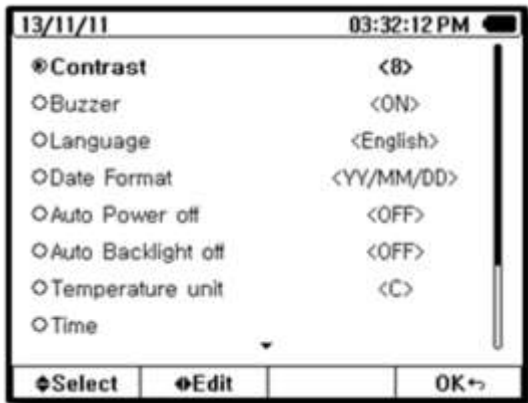 13/11/11 03:32:12 PM
Contrast <8>
Buzzer <ON>
Language <English>
Date Format <YY/MM/DD>
Auto Power off <OFF>
Auto Backlight off <OFF>
Temperature unit <C>
Time
Select Edit OK